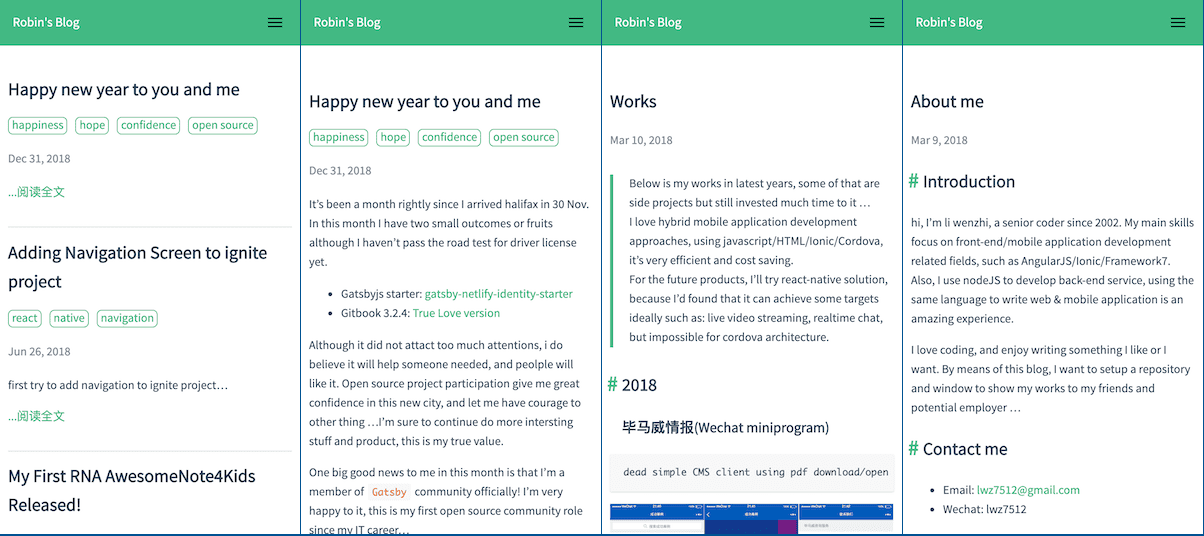 Robin's Blog
Happy new year to you and me
happiness hope confidence open source
Dec 31, 2018
...阅读全文
Adding Navigation Screen to ignite
project
react native navigation
Jun 26, 2018
first try to add navigation to ignite project…
...阅读全文
My First RNA AwesomeNote4Kids
Released!
Robin's Blog
Happy new year to you and me
happiness hope confidence open source
Dec 31, 2018
It's been a month rightly since I arrived halifax in 30 Nov.
In this month I have two small outcomes or fruits
although I haven't pass the road test for driver license
yet.
• Gatsbyjs starter: gatsby-netlify-identity-starter
• Gitbook 3.2.4: True Love version
Although it did not attact too much attentions, i do
believe it will help someone needed, and peolple will
like it. Open source project participation give me great
confidence in this new city, and let me have courage to
other thing …I'm sure to continue do more intersting
stuff and product, this is my true value.
One big good news to me in this month is that I'm a
member of Gatsby community officially! I'm very
happy to it, this is my first open source community role
since my IT career…
Robin's Blog
Works
Mar 10, 2018
Below is my works in latest years, some of that are
side projects but still invested much time to it …
I love hybrid mobile application development
approaches, using javascript/HTML/Ionic/Cordova,
it's very efficient and cost saving.
For the future products, I'll try react-native solution,
because I'd found that it can achieve some targets
ideally such as: live video streaming, realtime chat,
but impossible for cordova architecture.
# 2018
毕马威情报(Wechat miniprogram)
dead simple CMS client using pdf download/open
Robin's Blog
About me
Mar 9, 2018
# Introduction
hi, I'm li wenzhi, a senior coder since 2002. My main skills
focus on front-end/mobile application development
related fields, such as AngularJS/Ionic/Framework7.
Also, I use nodeJS to develop back-end service, using the
same language to write web & mobile application is an
amazing experience.
I love coding, and enjoy writing something I like or I
want. By means of this blog, I want to setup a repository
and window to show my works to my friends and
potential employer …
# Contact me
• Email: lwz7512@gmail.com
• Wechat: lwz7512